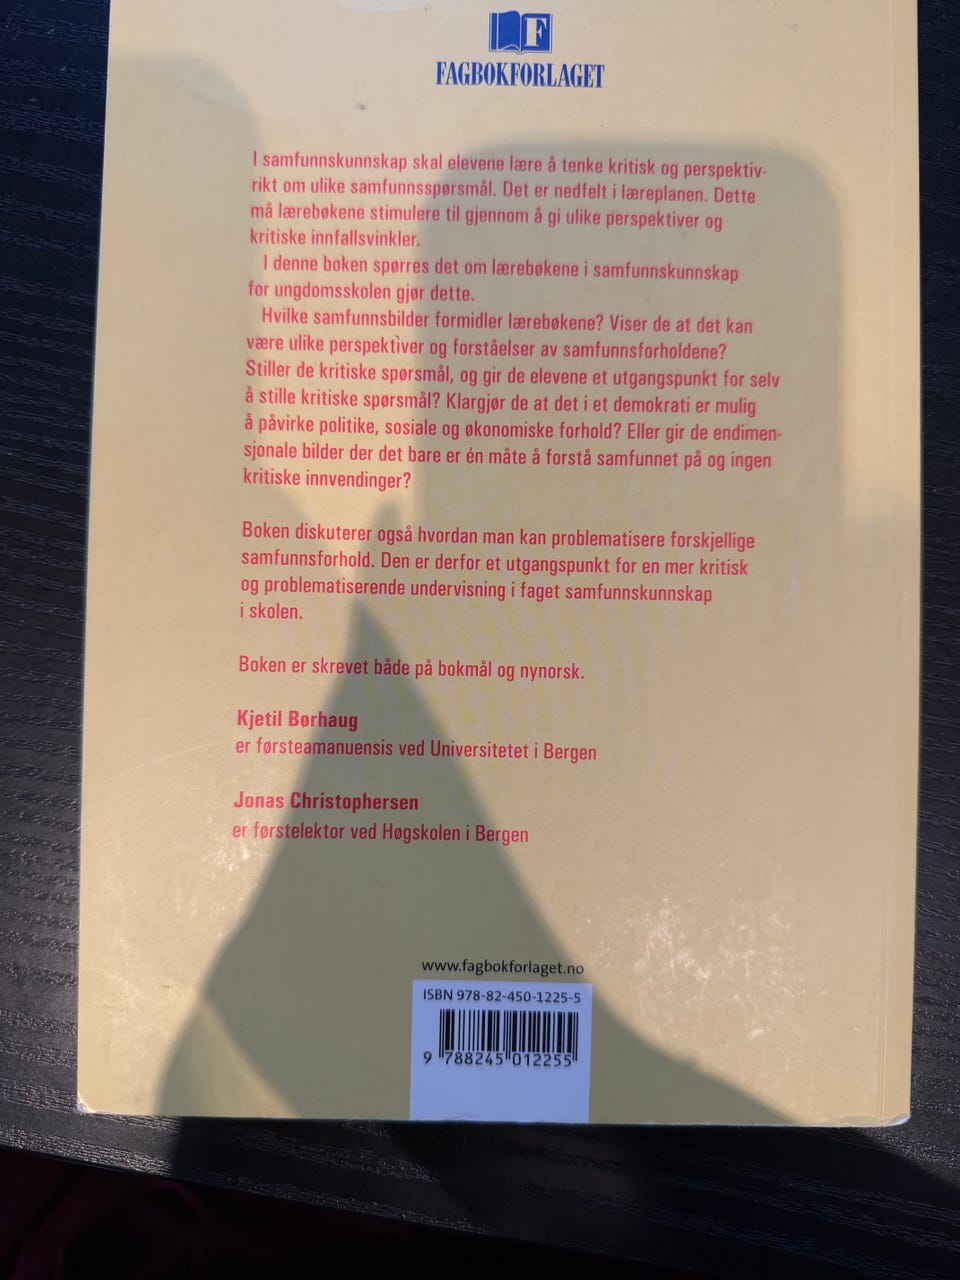 F
FAGBOKFORLAGET
I samfunnskunnskap skal elevene lære å tenke kritisk og perspektiv-
rikt om ulike samfunnsspørsmål. Det er nedfelt i læreplanen. Dette
må lærebøkene stimulere til gjennom å gi ulike perspektiver og
kritiske innfallsvinkler.
I denne boken spørres det om lærebøkene i samfunnskunnskap
for ungdomsskolen gjør dette.
Hvilke samfunnsbilder formidler lærebøkene? Viser de at det kan
være ulike perspektiver og forståelser av samfunnsforholdene?
Stiller de kritiske spørsmål, og gir de elevene et utgangspunkt for selv
å stille kritiske spørsmål? Klargjør de at det i et demokrati er mulig
å påvirke politike, sosiale og økonomiske forhold? Eller gir de endimen-
sjonale bilder der det bare er én måte å forstå samfunnet på og ingen
kritiske innvendinger?
Boken diskuterer også hvordan man kan problematisere forskjellige
samfunnsforhold. Den er derfor et utgangspunkt for en mer kritisk
og problematiserende undervisning i faget samfunnskunnskap
i skolen.
Boken er skrevet både på bokmål og nynorsk.
Kjetil Børhaug
er førsteamanuensis ved Universitetet i Bergen
Jonas Christophersen
er førstelektor ved Høgskolen i Bergen
www.fagbokforlaget.no
ISBN 978-82-450-1225-5
9 788245 012255